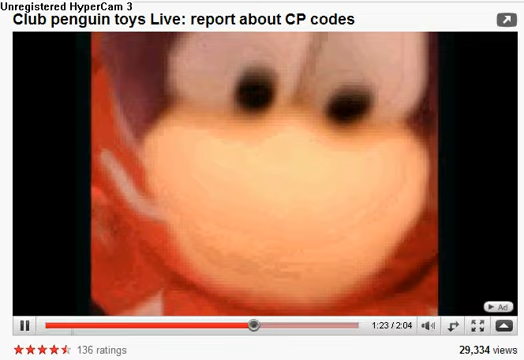 Unregistered HyperCam 3
Club penguin toys Live: report about CP codes
Ad
1:23 / 2:04
136 ratings
29,334 views